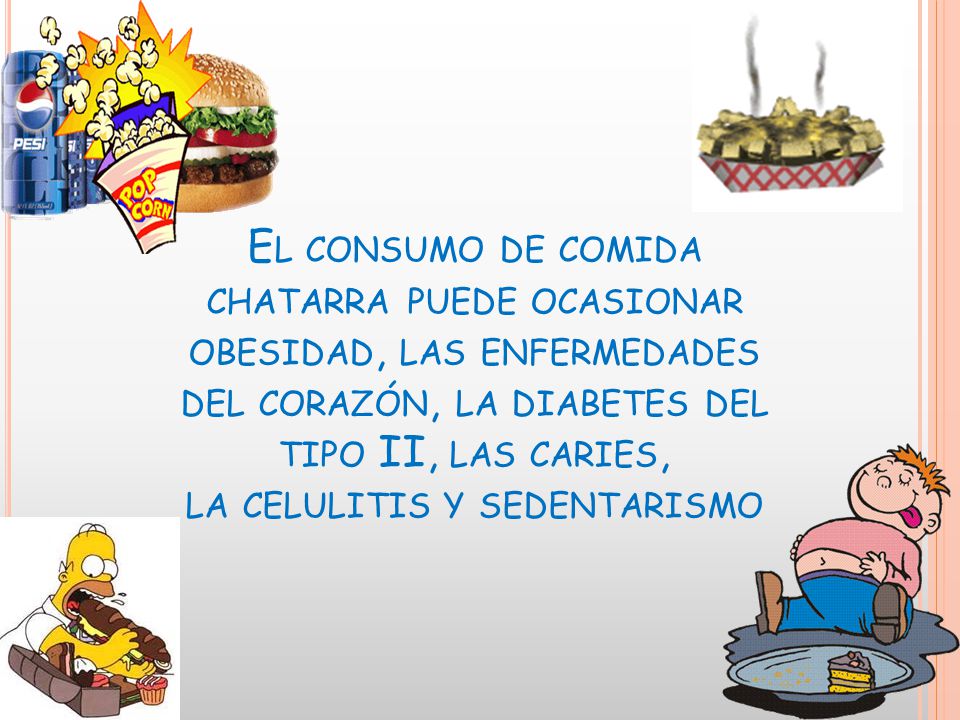 PESI
POP
CORN
EL CONSUMO DE COMIDA
CHATARRA PUEDE OCASIONAR
OBESIDAD, LAS ENFERMEDADES
DEL CORAZÓN, LA DIABETES DEL
TIPO II, LAS CARIES,
LA CELULITIS Y SEDENTARISMO